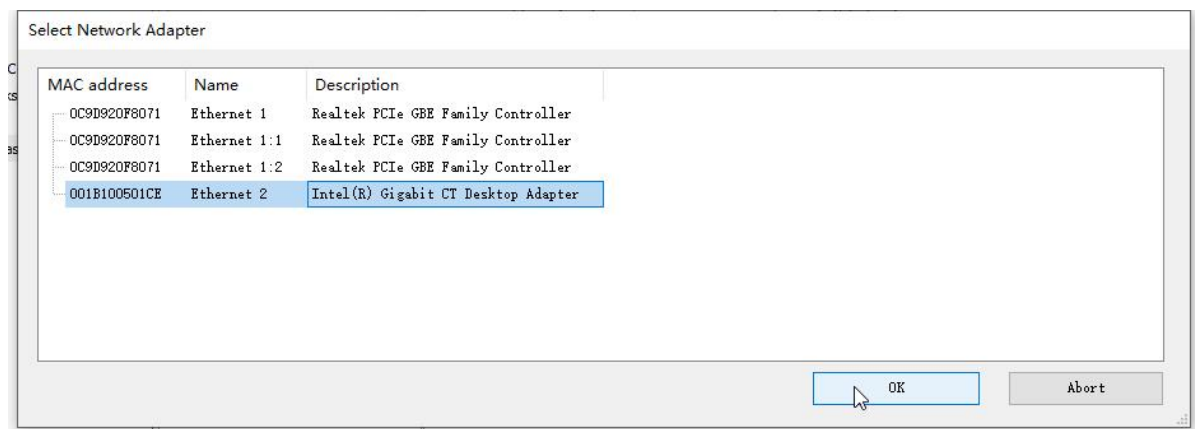 Select Network Adapter
MAC address Name Description
0C9D920F8071 Ethernet 1 Realtek PCIe GBE Family Controller
0C9D920F8071 Ethernet 1:1 Realtek PCIe GBE Family Controller
0C9D920F8071 Ethernet 1:2 Realtek PCIe GBE Family Controller
001B100501CE Ethernet 2 Intel(R) Gigabit CT Desktop Adapter
OK Abort